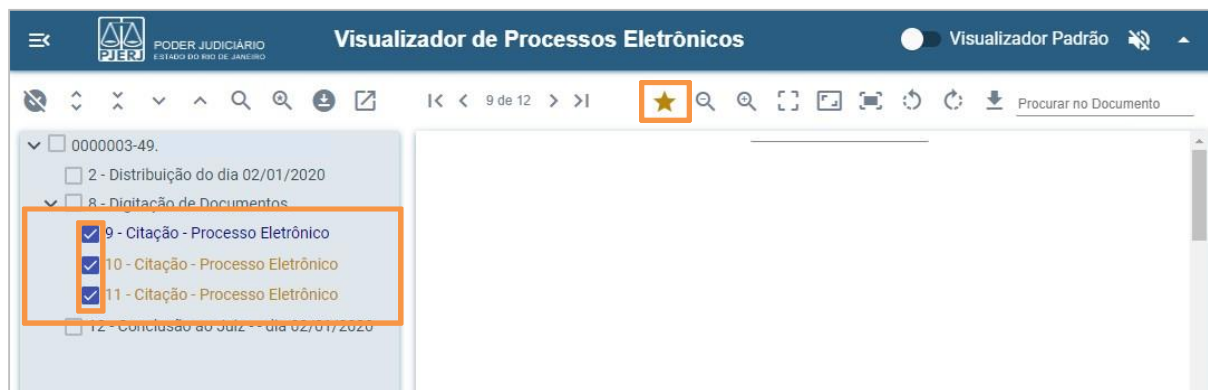 PJERJ
PODER JUDICIÁRIO
ESTADO DO RIO DE JANEIRO
Visualizador de Processos Eletrônicos
Visualizador Padrão
9 de 12
Procurar no Documento
0000003-49.
2 - Distribuição do dia 02/01/2020
8 - Digitação de Documentos
9 - Citação - Processo Eletrônico
10 - Citação - Processo Eletrônico
11 - Citação - Processo Eletrônico
12 - Conclusão ao Juiz - - dia 02/01/2020